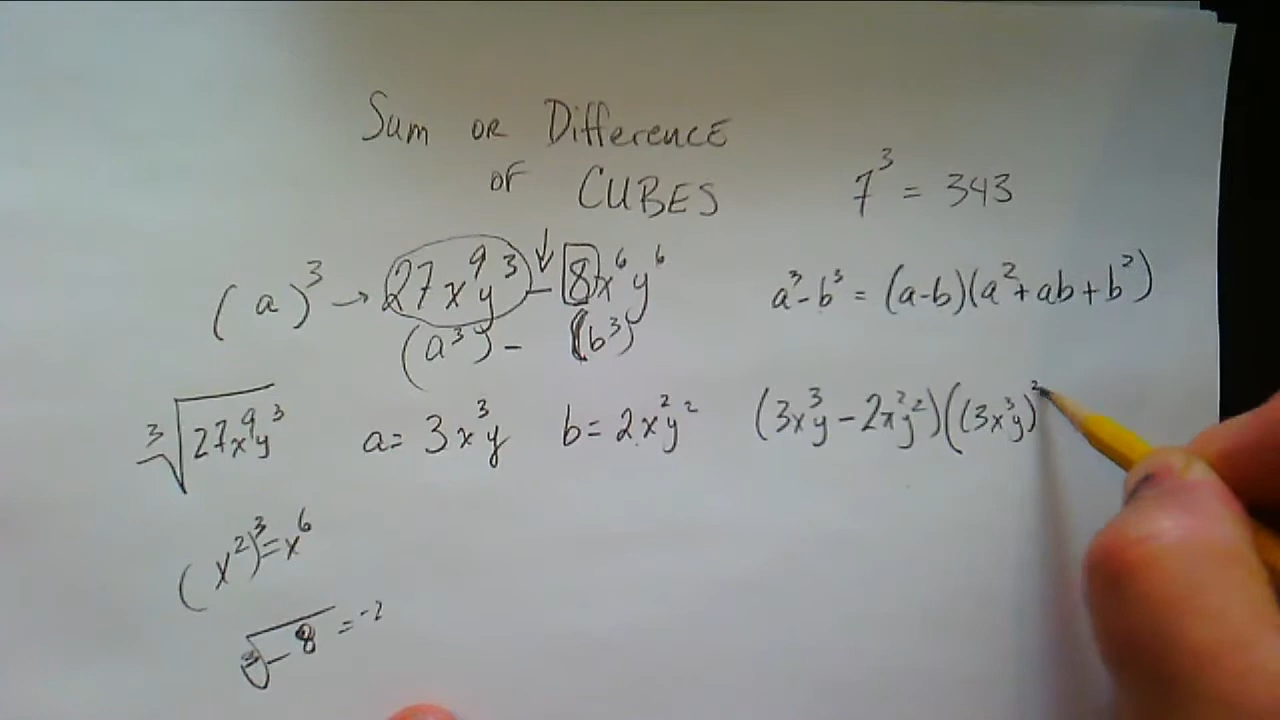 Sum or Difference
of CUBES
7³ = 343
(a)³ → 27x⁹y³ - 8x⁶y⁶
(a³) - (b³)
a³-b³ = (a-b)(a²+ab+b²)
∛27x⁹y³
a= 3x³y
b= 2x²y²
(3x³y - 2x²y²)((3x³y)²
(x²)³=x⁶
∛-8 = -2